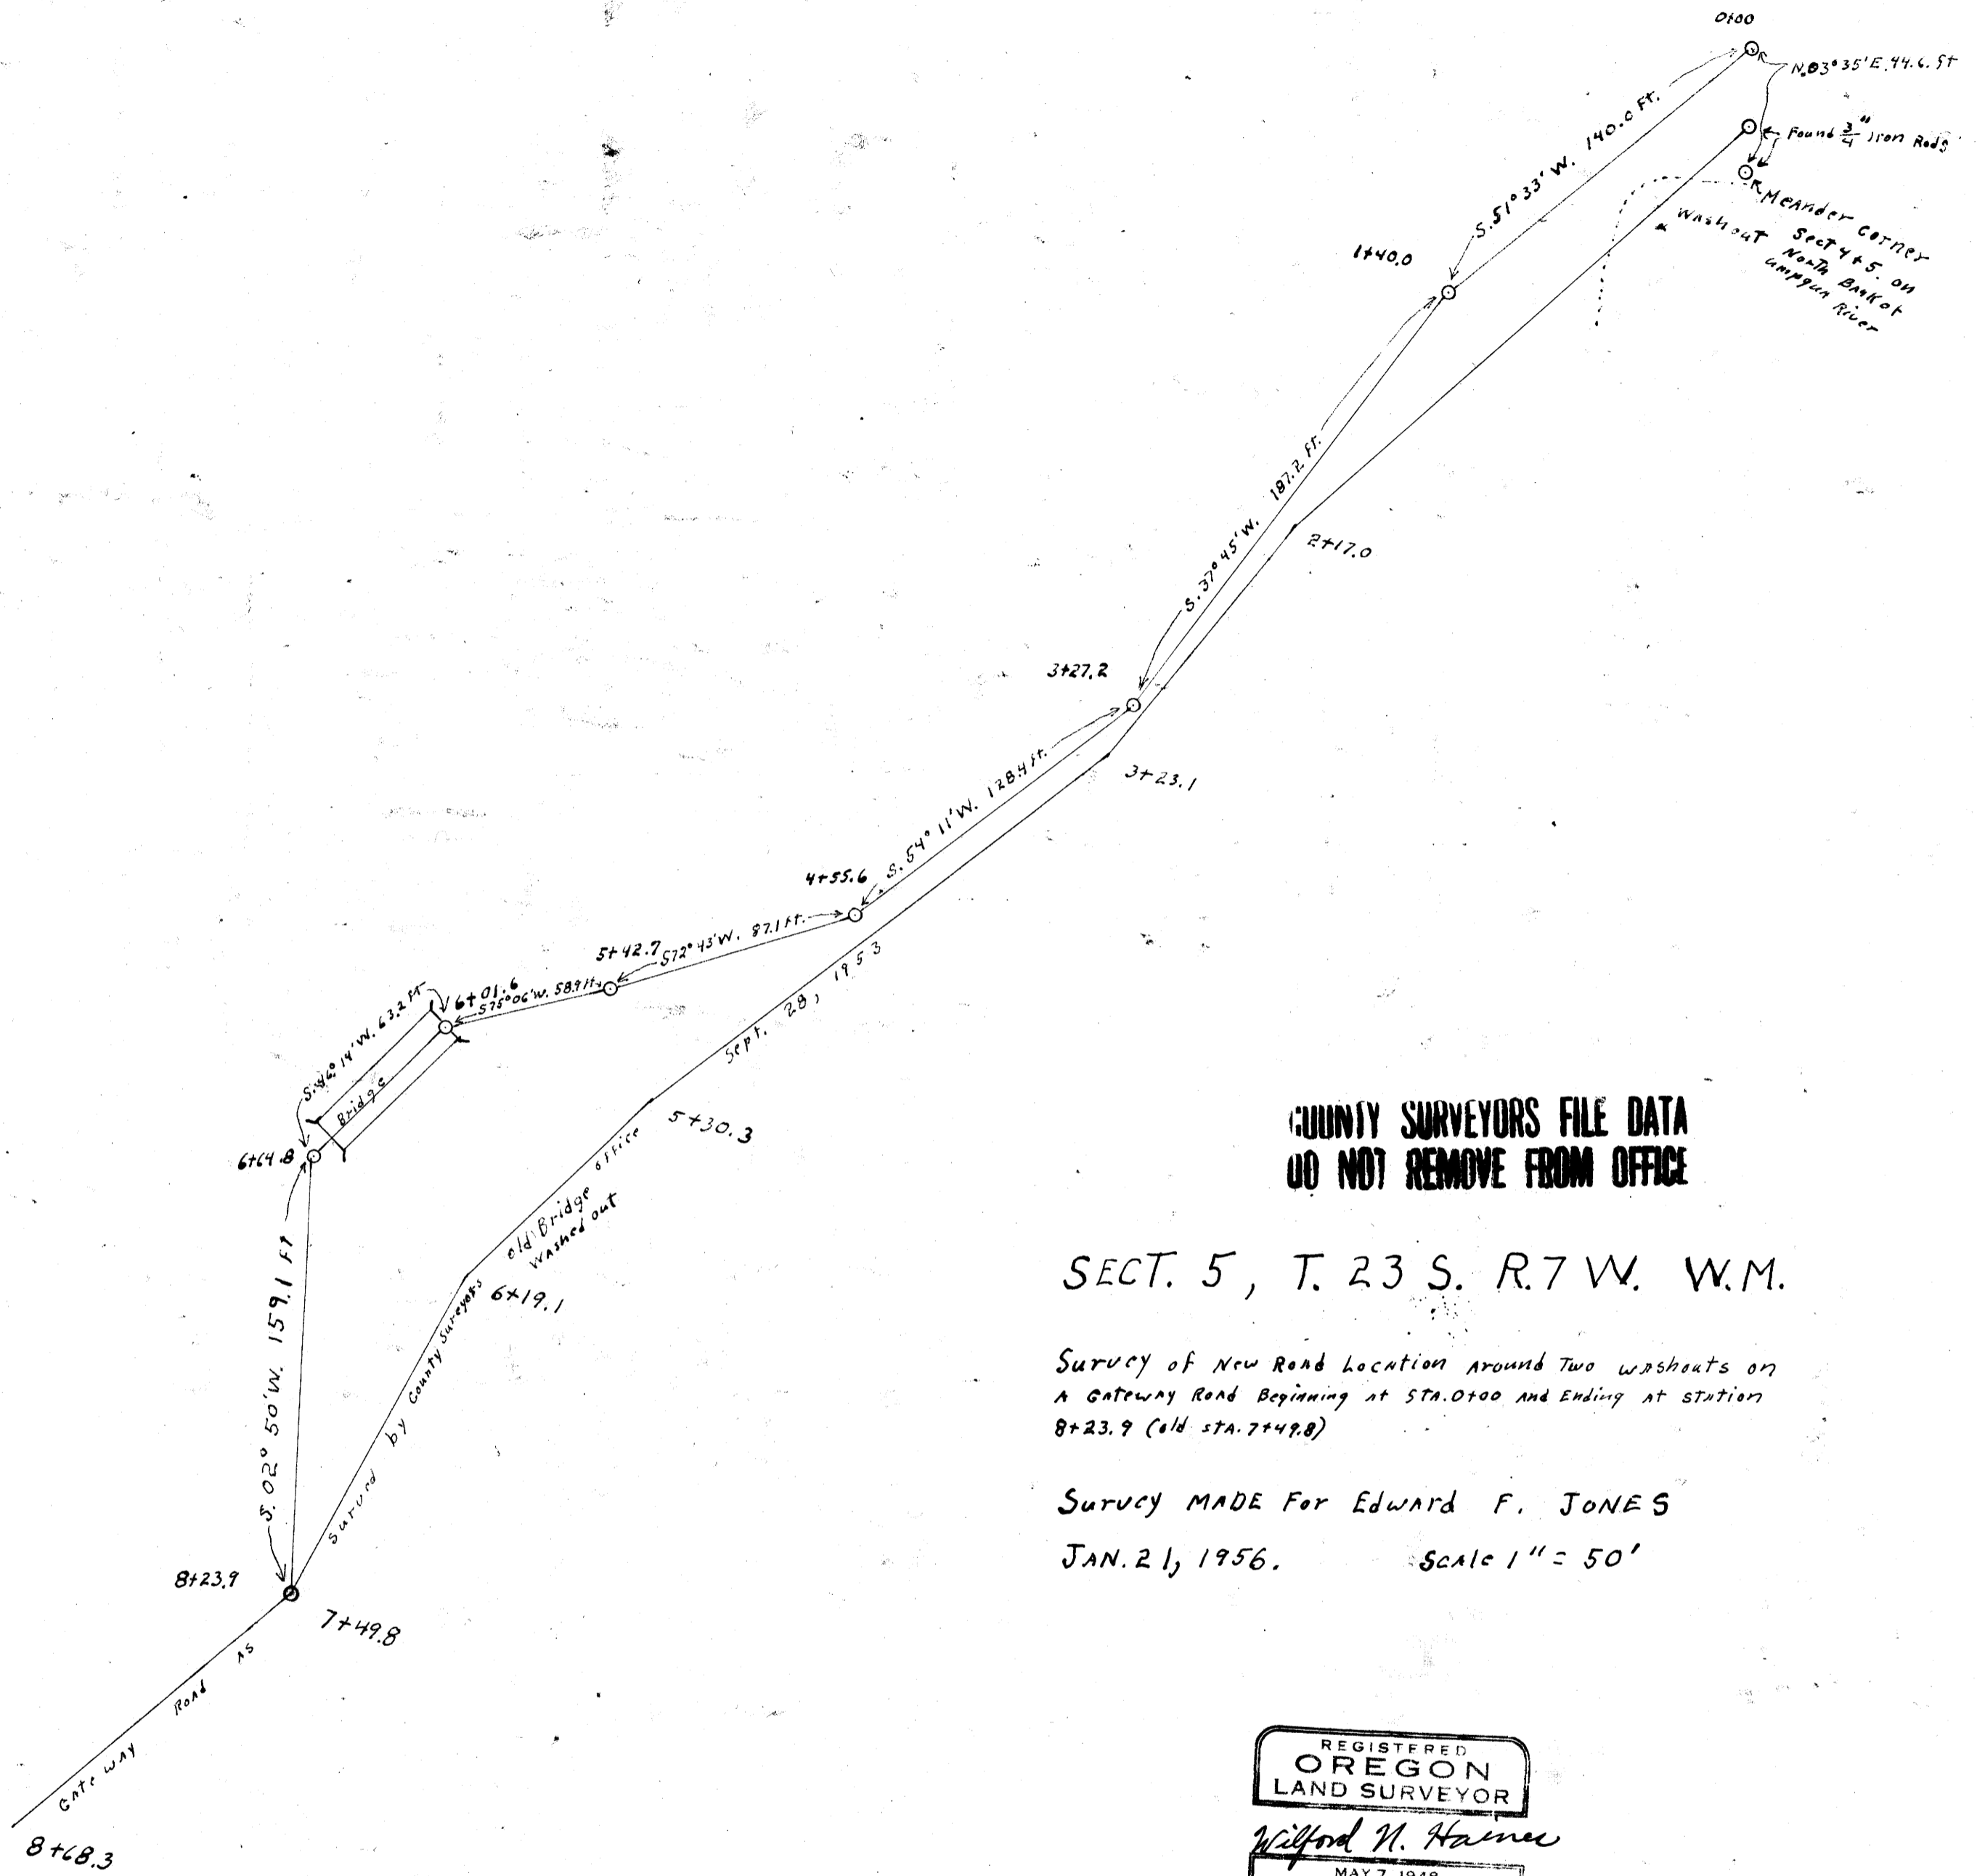 0+00
N.03°35'E.44.6.ft
Found 3/4" Iron Rods
Meander Corner
Sect 4+5. on
North Bank of
Umpqua River
Washout
S.51°33'W. 140.0 Ft.
1+40.0
S.37°45'W. 187.2 Ft.
2+17.0
3+27.2
3+23.1
S.54°11'W. 128.4 ft.
4+55.6
S72°43'W. 87.1 Ft.
5+42.7
S75°06'W. 58.9 Ft.
6+01.6
S.46°14'W. 63.2 ft
Bridge
6+64.8
5+30.3
Old Bridge
Washed out
6+19.1
S.02°50'W. 159.1 Ft
8+23.9
7+49.8
Gateway Road as Surved by County Sureyors office Sept. 28, 1953
8+68.3
COUNTY SURVEYORS FILE DATA
DO NOT REMOVE FROM OFFICE
SECT. 5, T. 23 S. R.7 W. W.M.
Survey of New Road Location Around Two washouts on
A Gateway Road Beginning at STA.0+00 And Ending At station
8+23.9 (old sta. 7+49.8)
Survey MADE For Edward F. JONES
JAN. 21, 1956. Scale 1" = 50'
REGISTERED
OREGON
LAND SURVEYOR
Wilford N. Haines
MAY 7, 1948